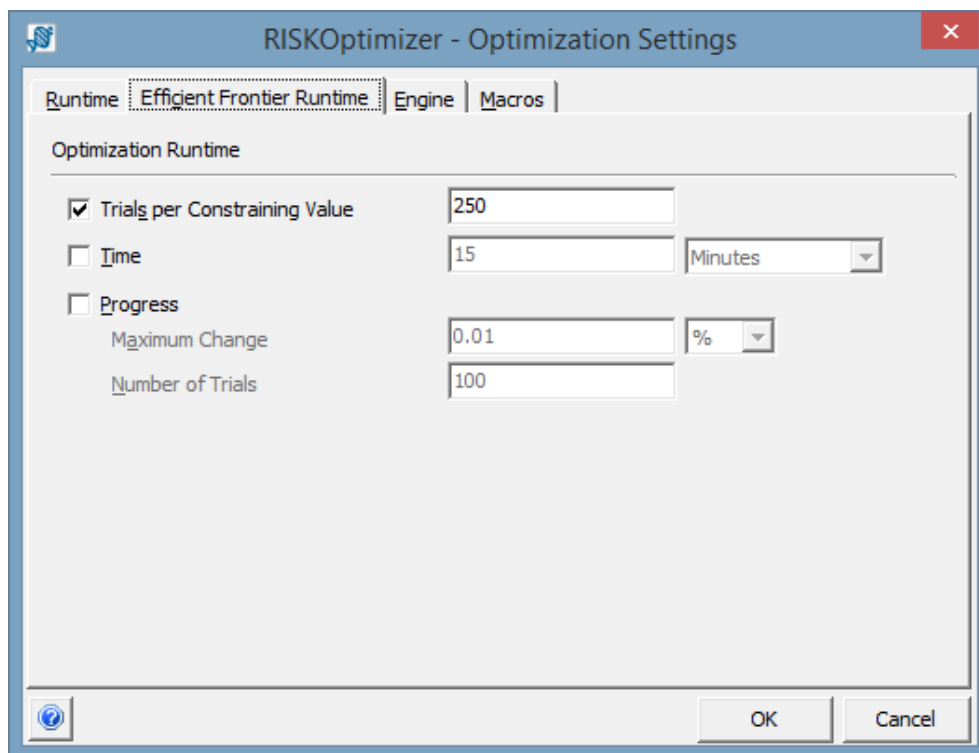 RISKOptimizer - Optimization Settings
Runtime Efficient Frontier Runtime Engine Macros
Optimization Runtime
Trials per Constraining Value 250
Time 15 Minutes
Progress
Maximum Change 0.01 %
Number of Trials 100
OK Cancel